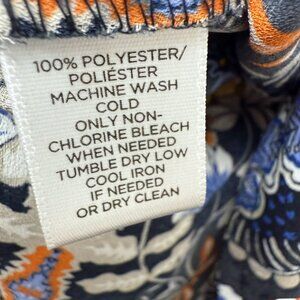 100% POLYESTER/
POLIÉSTER
MACHINE WASH
COLD
ONLY NON-
CHLORINE BLEACH
WHEN NEEDED
TUMBLE DRY LOW
COOL IRON
IF NEEDED
OR DRY CLEAN